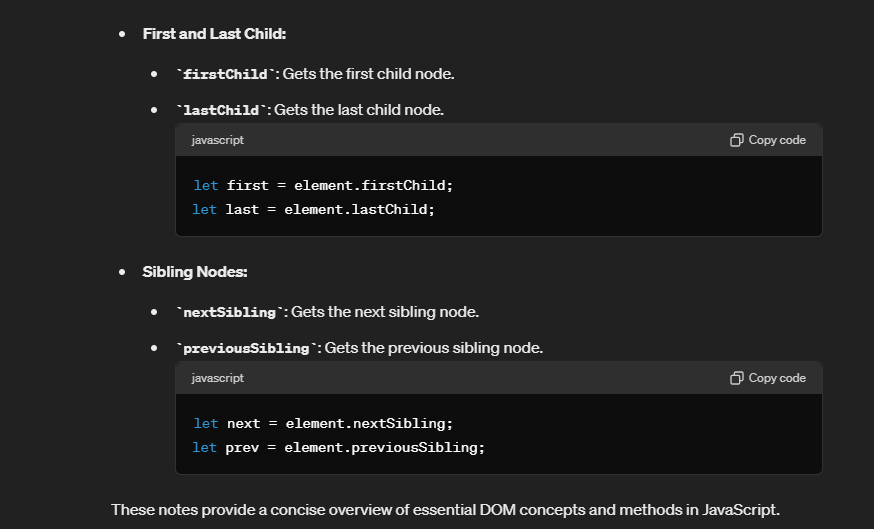 First and Last Child:
`firstChild`: Gets the first child node.
`lastChild`: Gets the last child node.
javascript Copy code
let first = element.firstChild;
let last = element.lastChild;
Sibling Nodes:
`nextSibling`: Gets the next sibling node.
`previousSibling`: Gets the previous sibling node.
javascript Copy code
let next = element.nextSibling;
let prev = element.previousSibling;
These notes provide a concise overview of essential DOM concepts and methods in JavaScript.